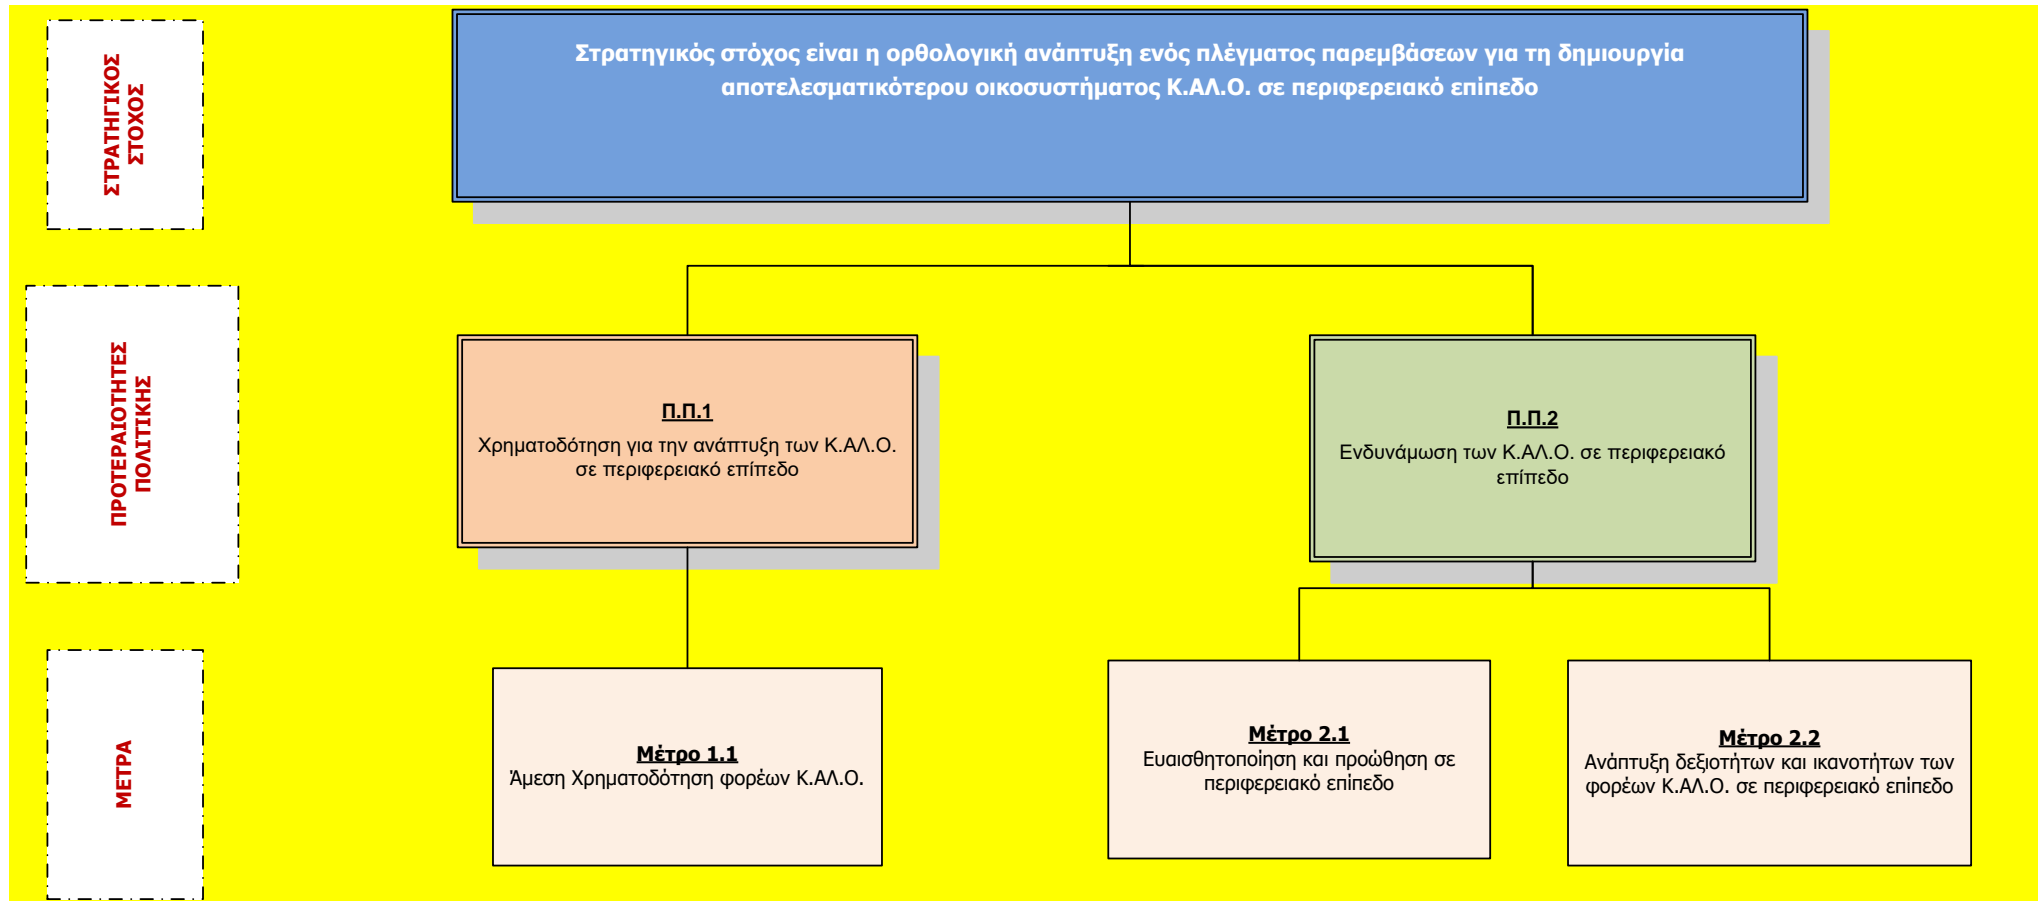 ΣΤΡΑΤΗΓΙΚΟΣ
ΣΤΟΧΟΣ
Στρατηγικός στόχος είναι η ορθολογική ανάπτυξη ενός πλέγματος παρεμβάσεων για τη δημιουργία
αποτελεσματικότερου οικοσυστήματος Κ.ΑΛ.Ο. σε περιφερειακό επίπεδο
ΠΡΟΤΕΡΑΙΟΤΗΤΕΣ
ΠΟΛΙΤΙΚΗΣ
Π.Π.1
Χρηματοδότηση για την ανάπτυξη των Κ.ΑΛ.Ο.
σε περιφερειακό επίπεδο
Π.Π.2
Ενδυνάμωση των Κ.ΑΛ.Ο. σε περιφερειακό
επίπεδο
ΜΕΤΡΑ
Μέτρο 1.1
Άμεση Χρηματοδότηση φορέων Κ.ΑΛ.Ο.
Μέτρο 2.1
Ευαισθητοποίηση και προώθηση σε
περιφερειακό επίπεδο
Μέτρο 2.2
Ανάπτυξη δεξιοτήτων και ικανοτήτων των
φορέων Κ.ΑΛ.Ο. σε περιφερειακό επίπεδο